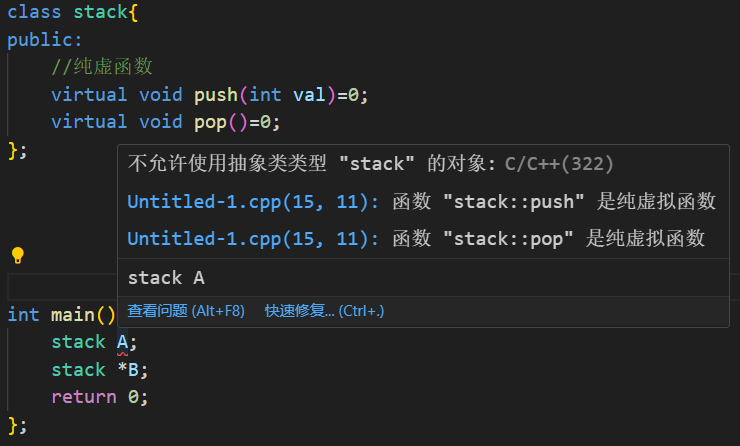 class stack{
public:
    //纯虚函数
    virtual void push(int val)=0;
    virtual void pop()=0;
};
不允许使用抽象类类型 "stack" 的对象: C/C++(322)
Untitled-1.cpp(15, 11): 函数 "stack::push" 是纯虚拟函数
Untitled-1.cpp(15, 11): 函数 "stack::pop" 是纯虚拟函数
stack A
查看问题 (Alt+F8) 快速修复... (Ctrl+.)
int main()
    stack A;
    stack *B;
    return 0;
};